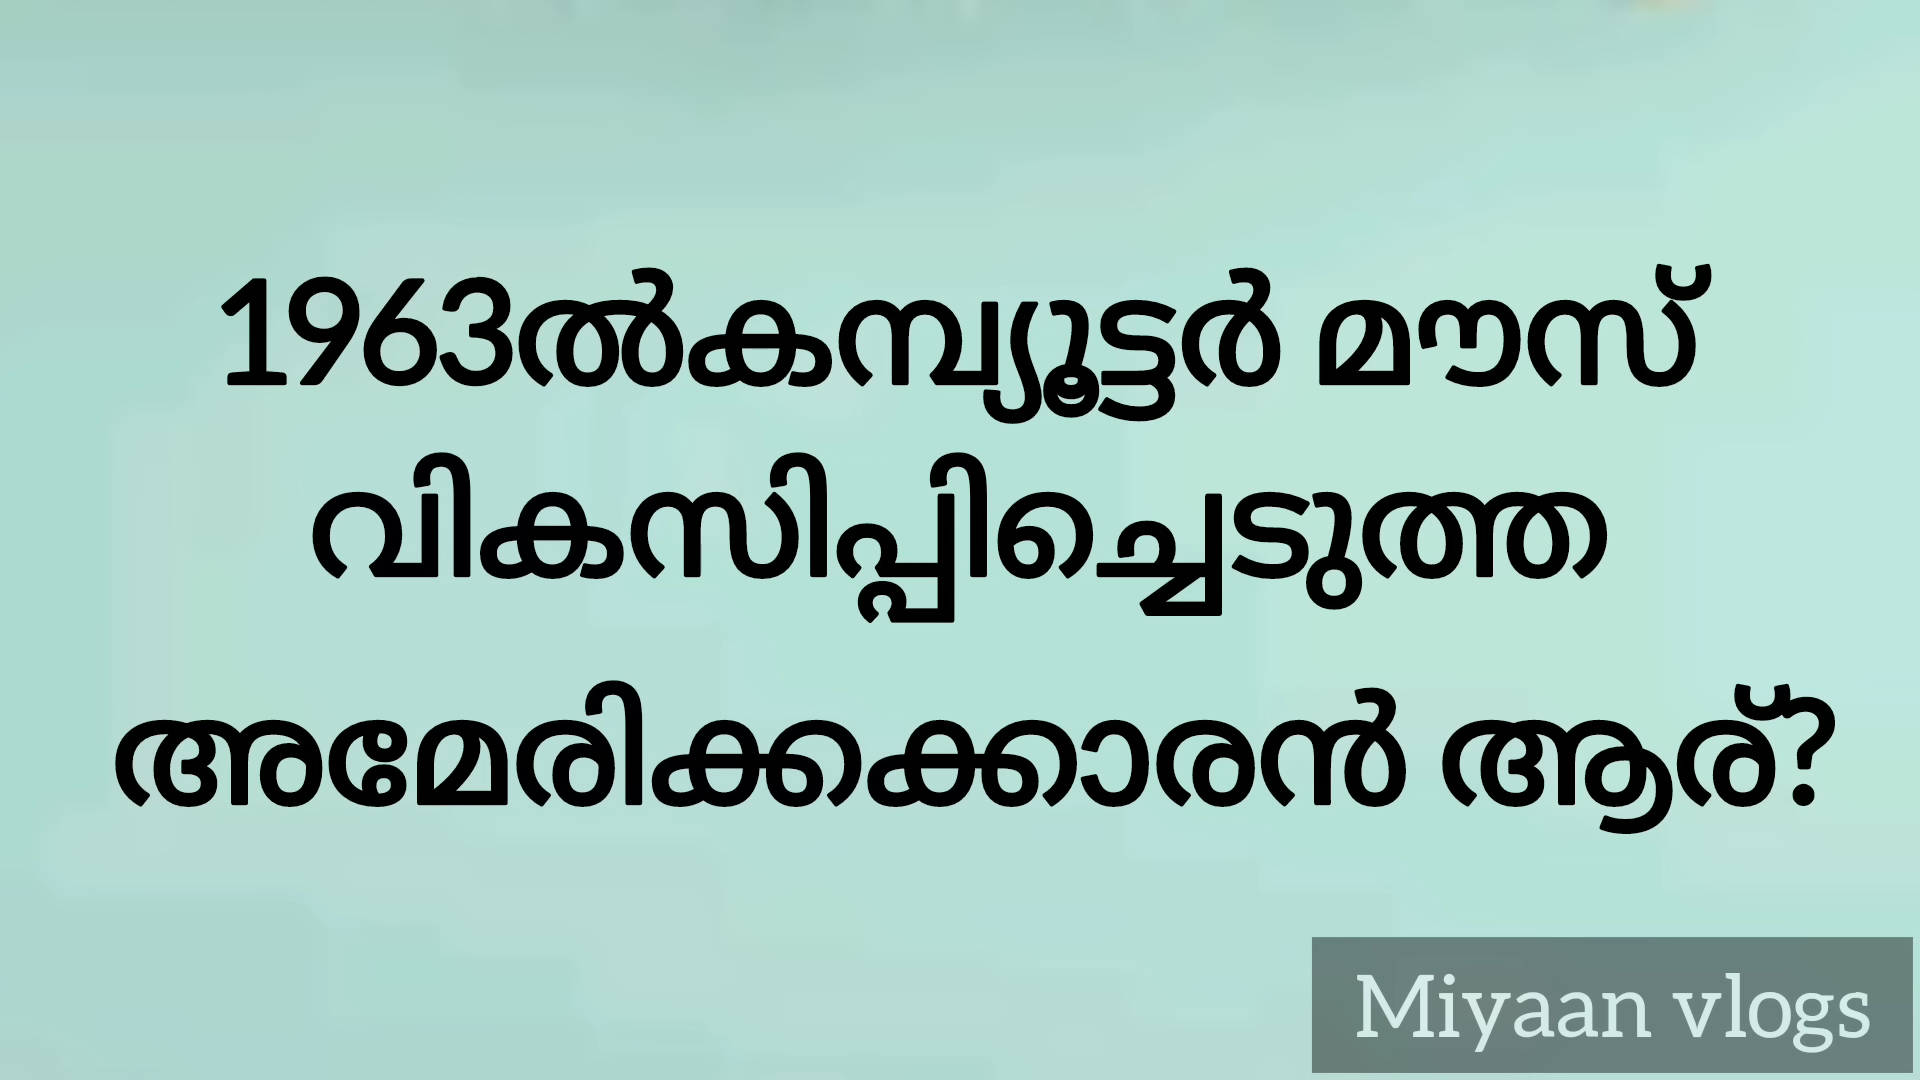 1963ൽകമ്പ്യൂട്ടർ മൗസ്
വികസിപ്പിച്ചെടുത്ത
അമേരിക്കക്കാരൻ ആര്?
Miyaan vlogs